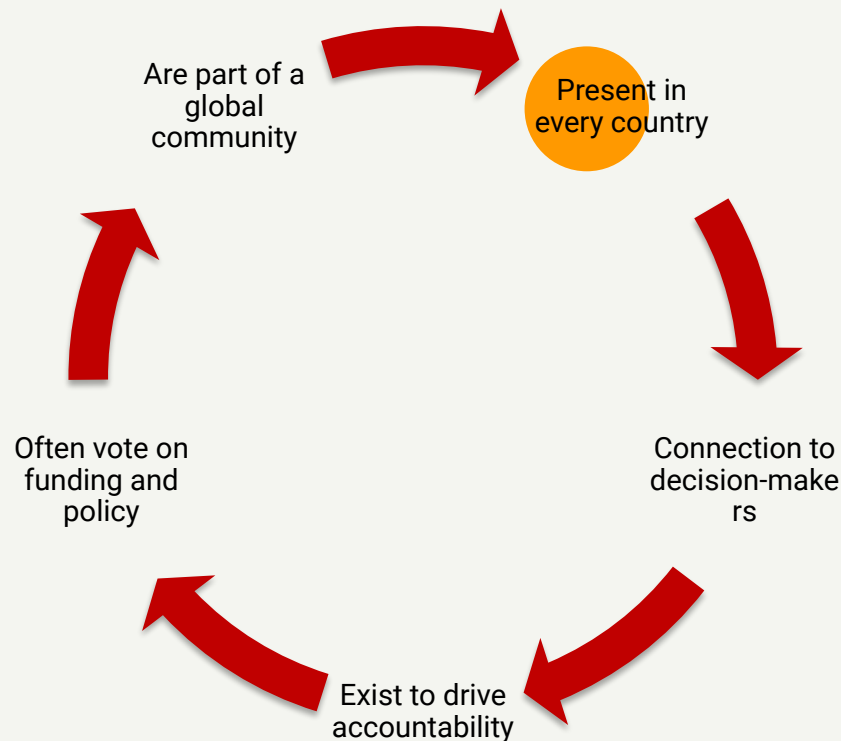 Are part of a
global
community
Present in
every country
Connection to
decision-make
rs
Exist to drive
accountability
Often vote on
funding and
policy